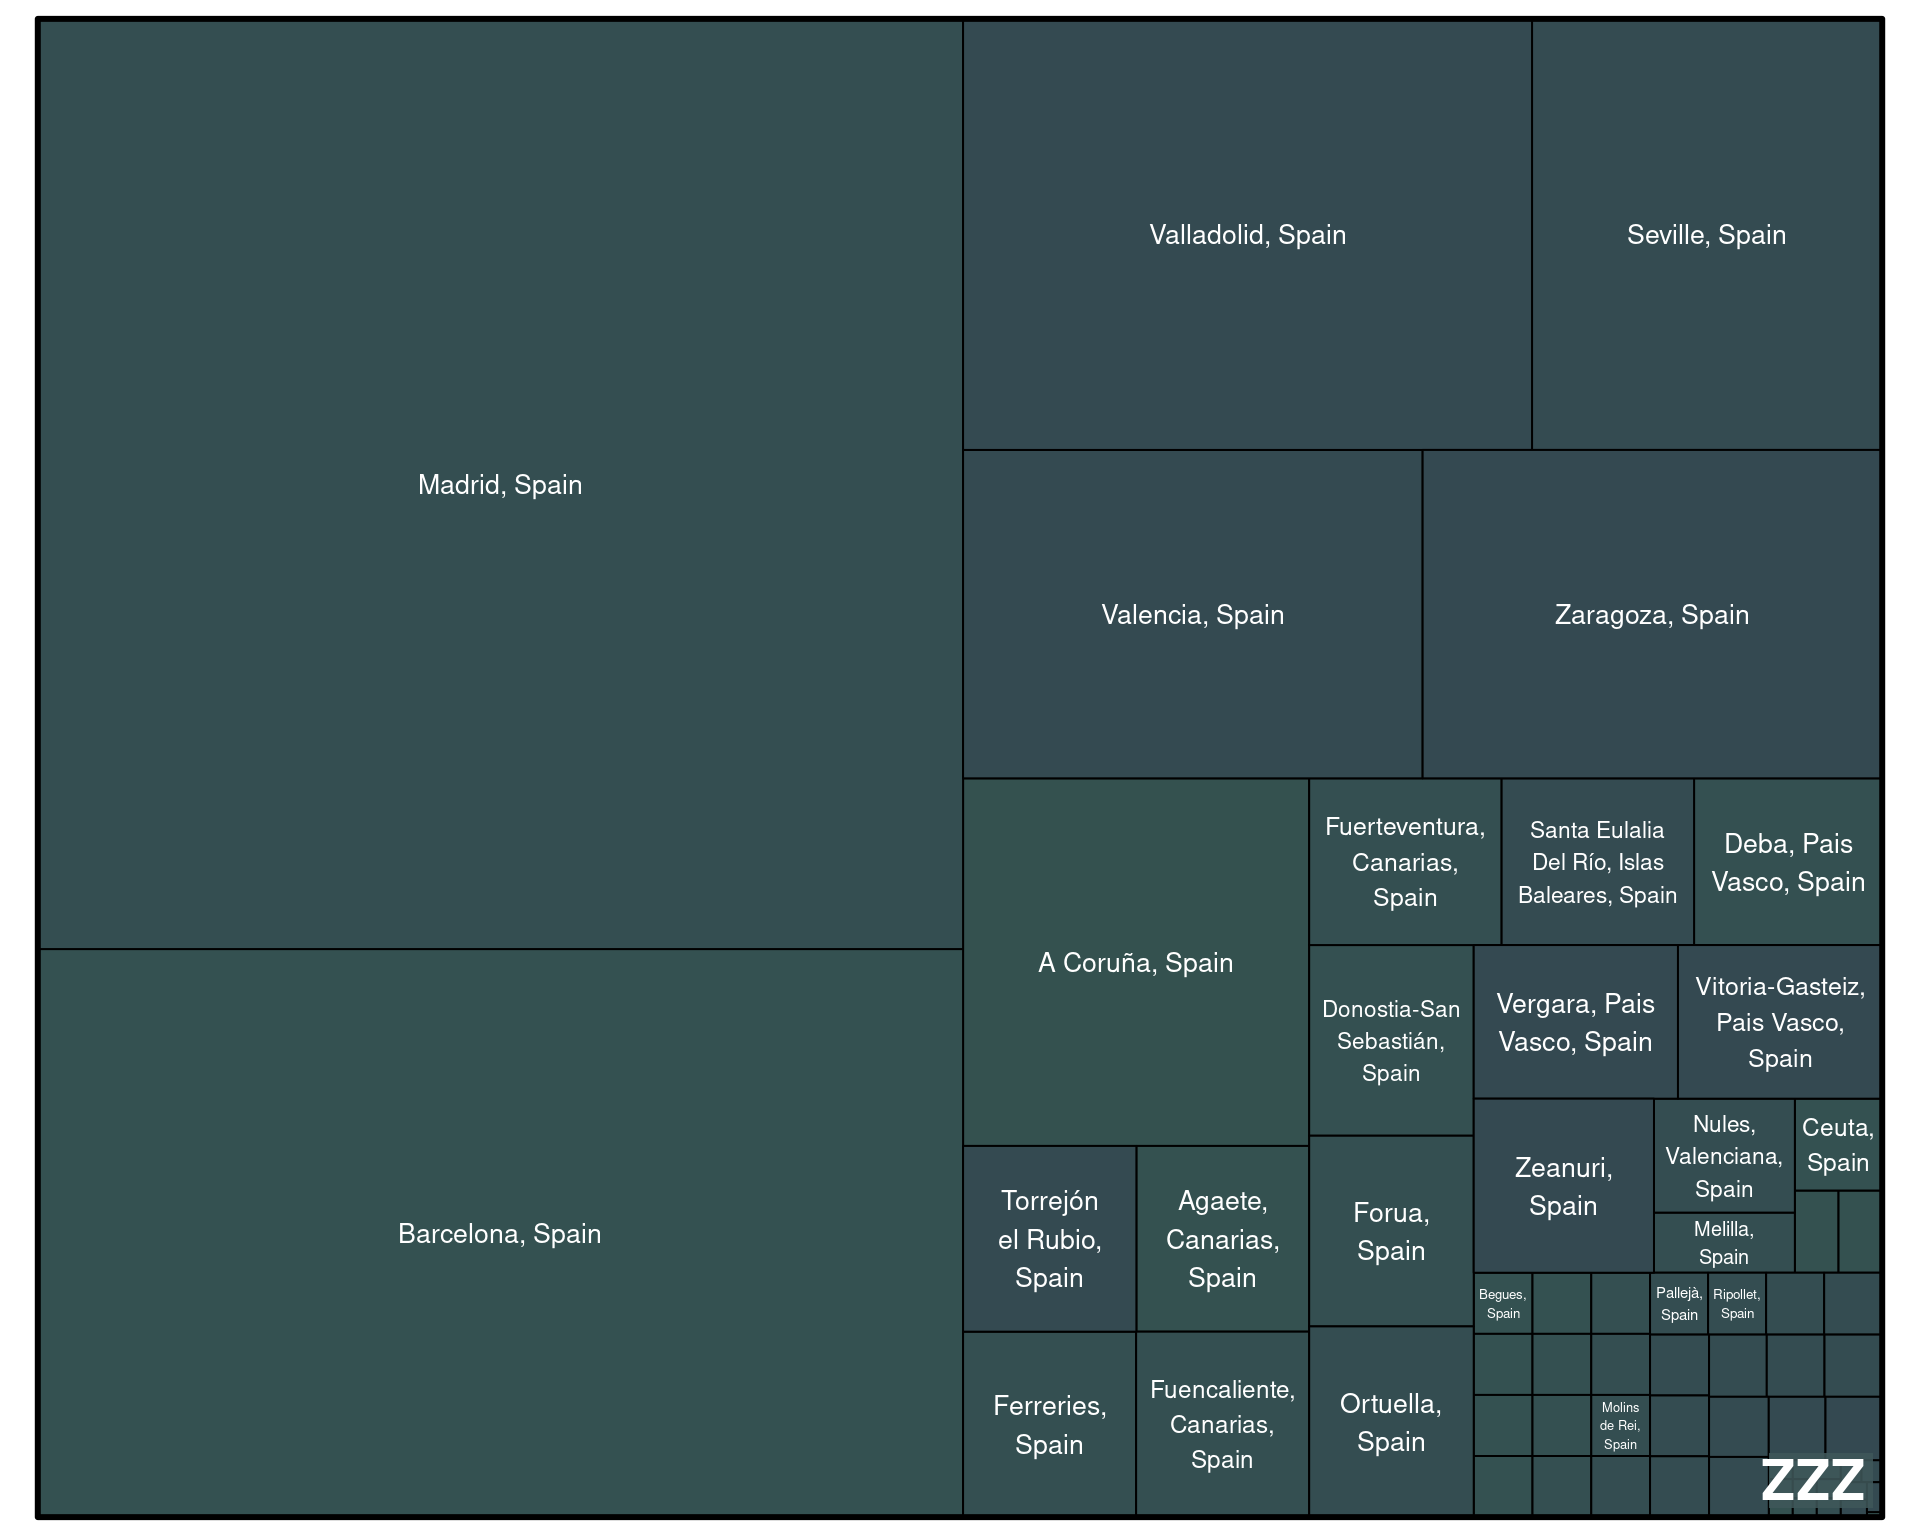 Madrid, Spain
Barcelona, Spain
Valladolid, Spain
Seville, Spain
Valencia, Spain
Zaragoza, Spain
A Coruña, Spain
Fuerteventura,
Canarias,
Spain
Santa Eulalia
Del Río, Islas
Baleares, Spain
Deba, Pais
Vasco, Spain
Donostia-San
Sebastián,
Spain
Vergara, Pais
Vasco, Spain
Vitoria-Gasteiz,
Pais Vasco,
Spain
Torrejón
el Rubio,
Spain
Agaete,
Canarias,
Spain
Forua,
Spain
Zeanuri,
Spain
Nules,
Valenciana,
Spain
Ceuta,
Spain
Melilla,
Spain
Begues,
Spain
Pallejà,
Spain
Ripollet,
Spain
Ferreries,
Spain
Fuencaliente,
Canarias,
Spain
Ortuella,
Spain
Molins
de Rei,
Spain
ZZZ